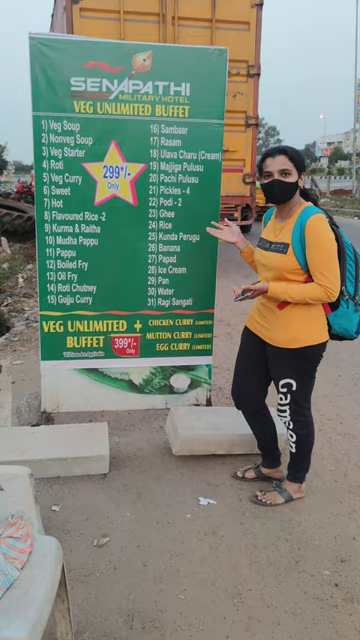 SENAPATHI
MILITARY HOTEL
VEG UNLIMITED BUFFET
1) Veg Soup
2) Nonveg Soup
3) Veg Starter
4) Roti
5) Veg Curry
6) Sweet
7) Hot
8) Flavoured Rice -2
9) Kurma & Raitha
10) Mudha Pappu
11) Pappu
12) Boiled Fry
13) Oil Fry
14) Roti Chutney
15) Gujju Curry
299*/-
Only
16) Sambaar
17) Rasam
18) Ulava Charu (Cream)
19) Majjiga Pulusu
20) Pachi Pulusu
21) Pickles - 4
22) Podi - 2
23) Ghee
24) Rice
25) Kunda Perugu
26) Banana
27) Papad
28) Ice Cream
29) Pan
30) Water
31) Ragi Sangati
VEG UNLIMITED +
BUFFET
399*/-
Only
CHICKEN CURRY (LIMITED)
MUTTON CURRY (LIMITED)
EGG CURRY (LIMITED)